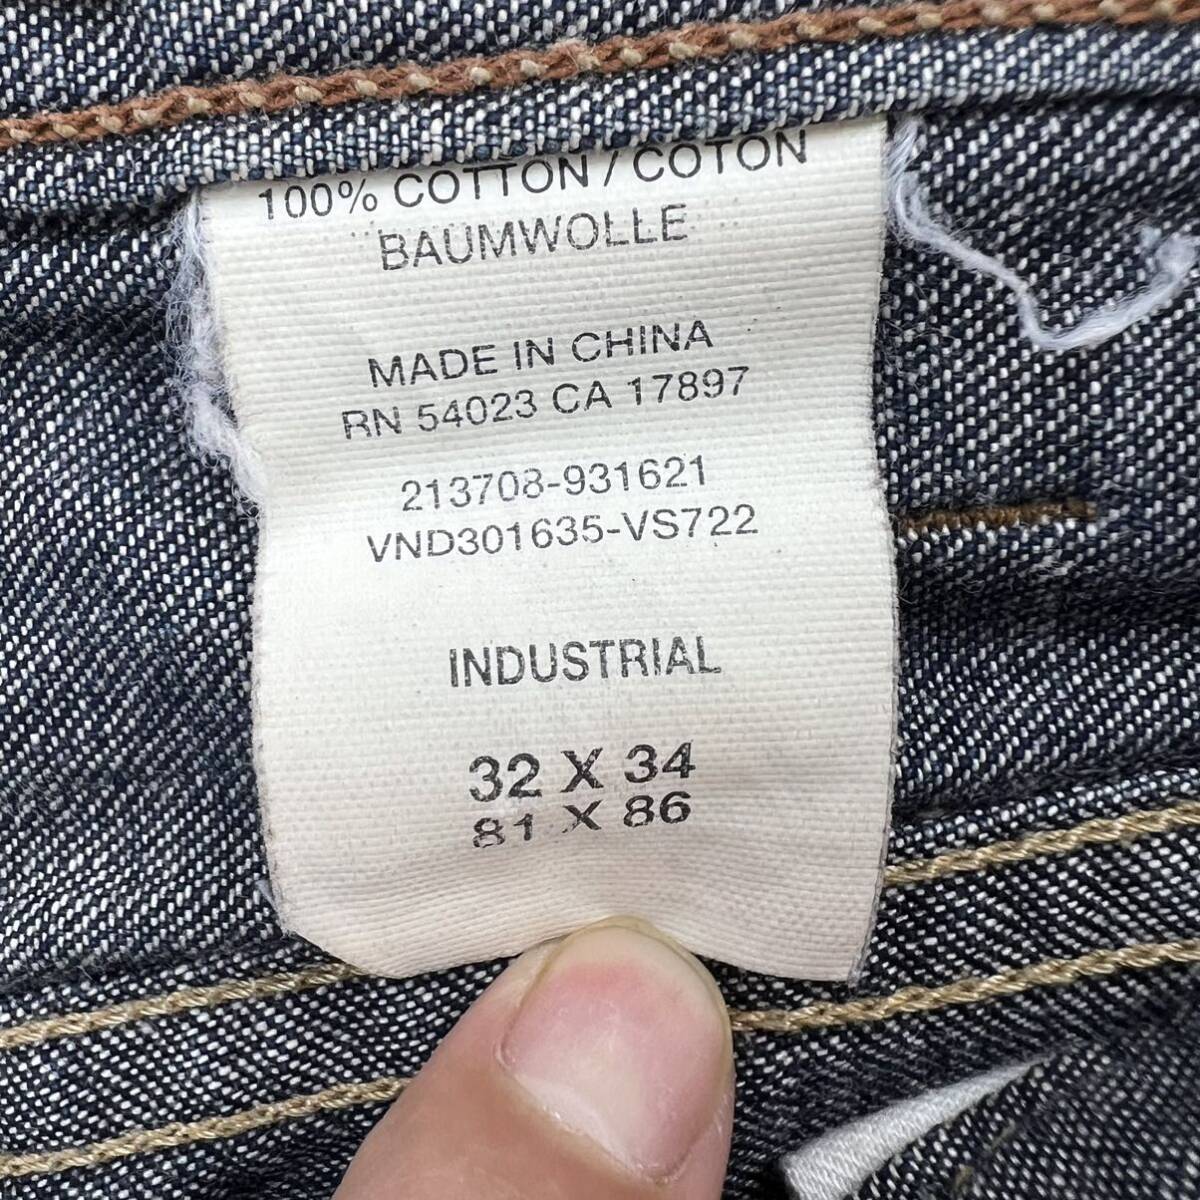 100% COTTON / COTON
BAUMWOLLE
MADE IN CHINA
RN 54023 CA 17897
213708-931621
VND301635-VS722
INDUSTRIAL
32 X 34
81 X 86